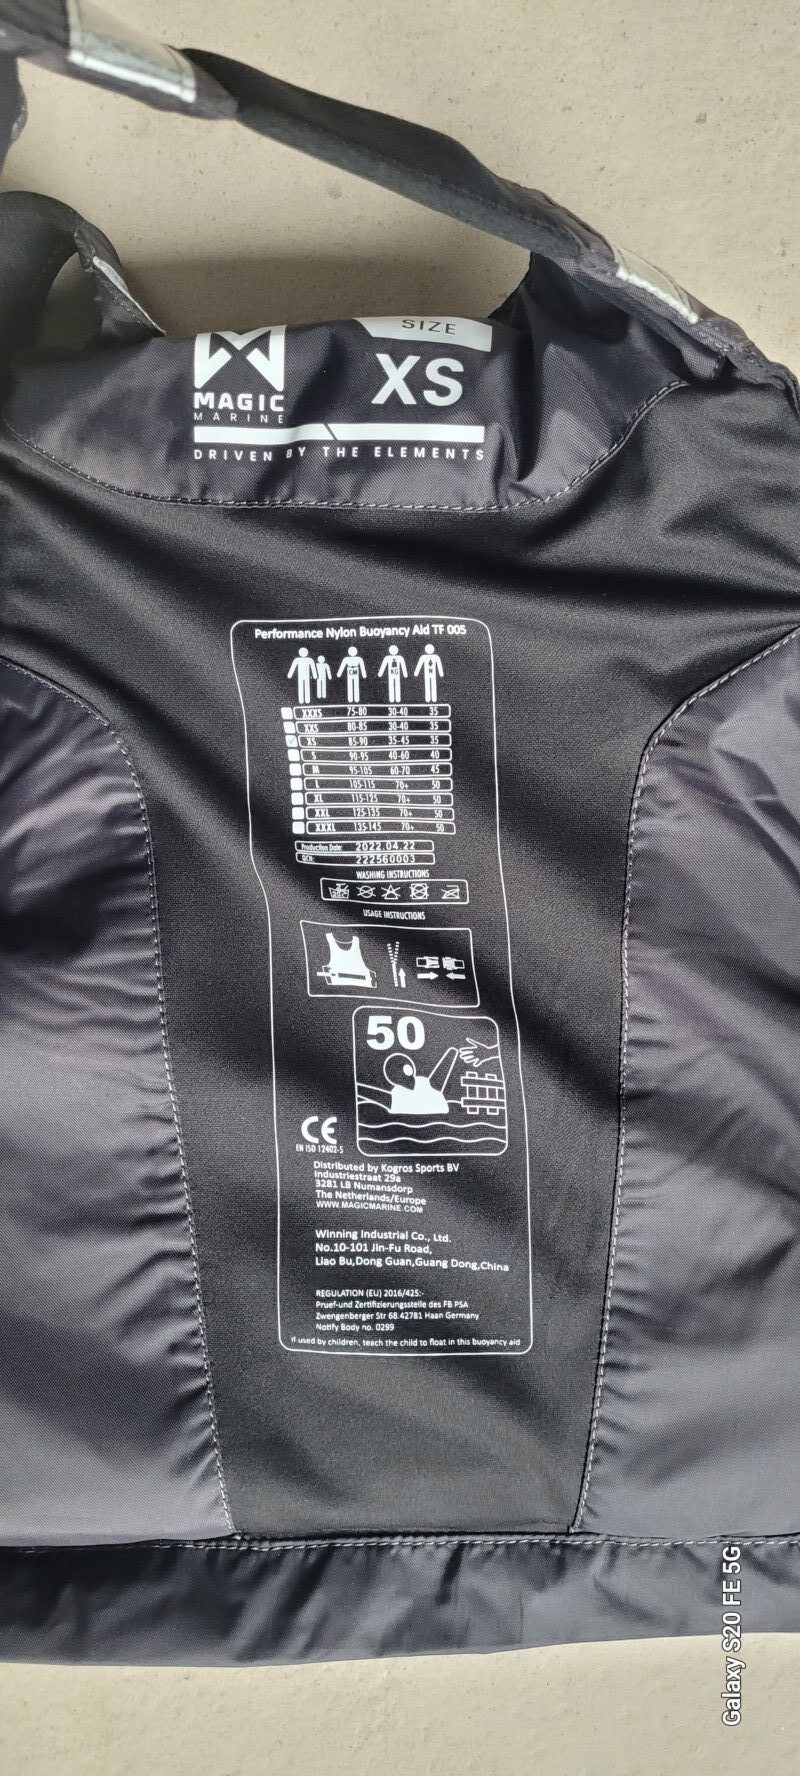 SIZE
XS
MAGIC
MARINE
DRIVEN BY THE ELEMENTS
Performance Nylon Buoyancy Aid TF 005
CM KG N
XXXS 75-80 30-40 35
XXS 80-85 30-40 35
XS 85-90 35-45 35
S 90-95 40-60 40
M 95-105 60-70 45
L 105-115 70+ 50
XL 115-125 70+ 50
XXL 125-135 70+ 50
XXXL 135-145 70+ 50
Production Date: 2022.04.22
222560003
WASHING INSTRUCTIONS
USAGE INSTRUCTIONS
50
CE
EN ISO 12402-5
Distributed by Kogros Sports BV
Industriestraat 29a
3281 LB Numansdorp
The Netherlands/Europe
WWW.MAGICMARINE.COM
Winning Industrial Co., Ltd.
No.10-101 Jin-Fu Road,
Liao Bu,Dong Guan,Guang Dong,China
REGULATION (EU) 2016/425:-
Pruef-und Zertifizierungsstelle des FB PSA
Zwengenberger Str 68.42781 Haan Germany
Notify Body no. 0299
If used by children, teach the child to float in this buoyancy aid
Galaxy S20 FE 5G